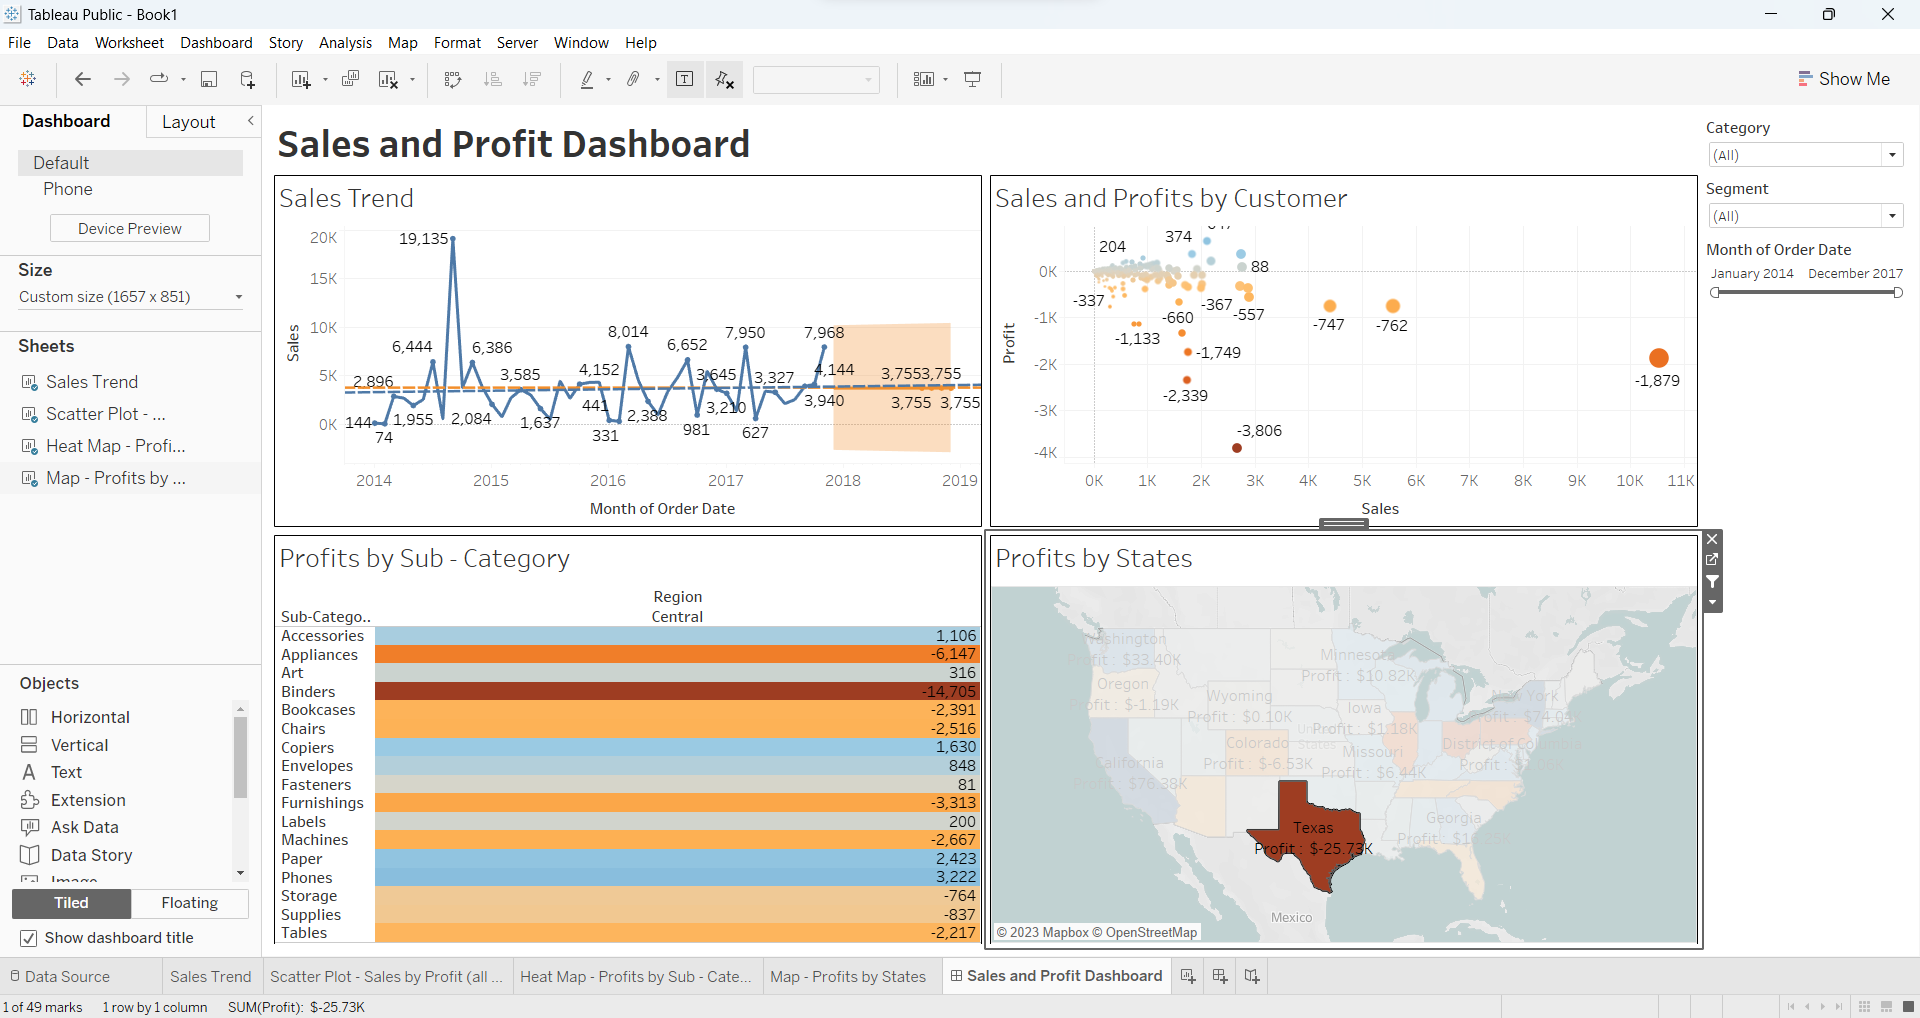 Tableau Public - Book1
File Data Worksheet Dashboard Story Analysis Map Format Server Window Help
Show Me
Dashboard Layout
Default
Phone
Device Preview
Size
Custom size (1657 x 851)
Sheets
Sales Trend
Scatter Plot - ...
Heat Map - Profi...
Map - Profits by ...
Objects
Horizontal
Vertical
Text
Extension
Ask Data
Data Story
Image
Tiled Floating
Show dashboard title
Sales and Profit Dashboard
Sales Trend
Sales
20K
15K
10K
5K
0K
19,135
6,444
6,386
2,896
3,585
4,152
8,014
6,652
7,950
7,968
3,645
3,327
4,144
3,755
3,755
144
74
1,955
2,084
1,637
441
331
2,388
981
3,210
627
3,940
3,755
3,755
2014 2015 2016 2017 2018 2019
Month of Order Date
Sales and Profits by Customer
Profit
0K
-1K
-2K
-3K
-4K
204
374
88
-337
-367
-660
-557
-747
-762
-1,133
-1,749
-1,879
-2,339
-3,806
0K 1K 2K 3K 4K 5K 6K 7K 8K 9K 10K 11K
Sales
Category
(All)
Segment
(All)
Month of Order Date
January 2014 December 2017
Profits by Sub - Category
Region
Sub-Catego.. Central
Accessories 1,106
Appliances -6,147
Art 316
Binders -14,705
Bookcases -2,391
Chairs -2,516
Copiers 1,630
Envelopes 848
Fasteners 81
Furnishings -3,313
Labels 200
Machines -2,667
Paper 2,423
Phones 3,222
Storage -764
Supplies -837
Tables -2,217
Profits by States
Washington
Profit : $33.40K
Minnesota
Profit : $10.82K
Oregon
Profit : $-1.19K
Wyoming
Profit : $0.10K
Iowa
Profit : $1.18K
New York
Colorado
Profit : $-6.53K
States
Missouri
Profit : $6.44K
District of Columbia
Profit :
California
Profit : $76.38K
Georgia
Profit :
Texas
Profit : $-25.73K
Mexico
© 2023 Mapbox © OpenStreetMap
Data Source Sales Trend Scatter Plot - Sales by Profit (all ... Heat Map - Profits by Sub - Cate... Map - Profits by States Sales and Profit Dashboard
1 of 49 marks 1 row by 1 column SUM(Profit): $-25.73K